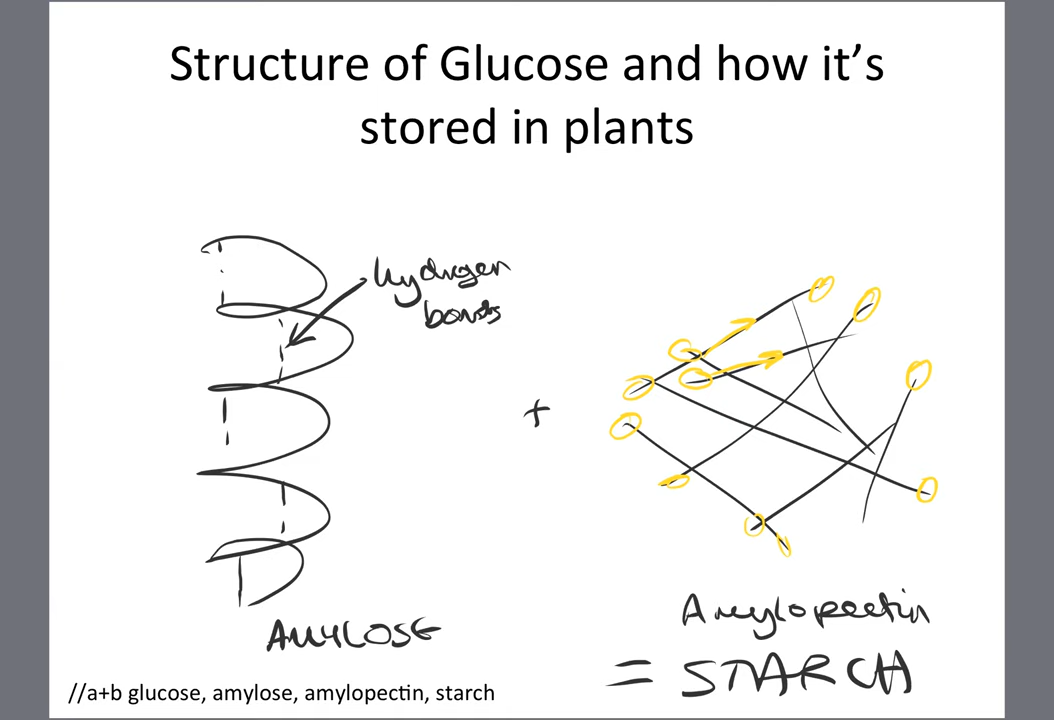 Structure of Glucose and how it's
stored in plants
hydrogen
bonds
+
AMYLOSE
Amylopectin
= STARCH
//a+b glucose, amylose, amylopectin, starch